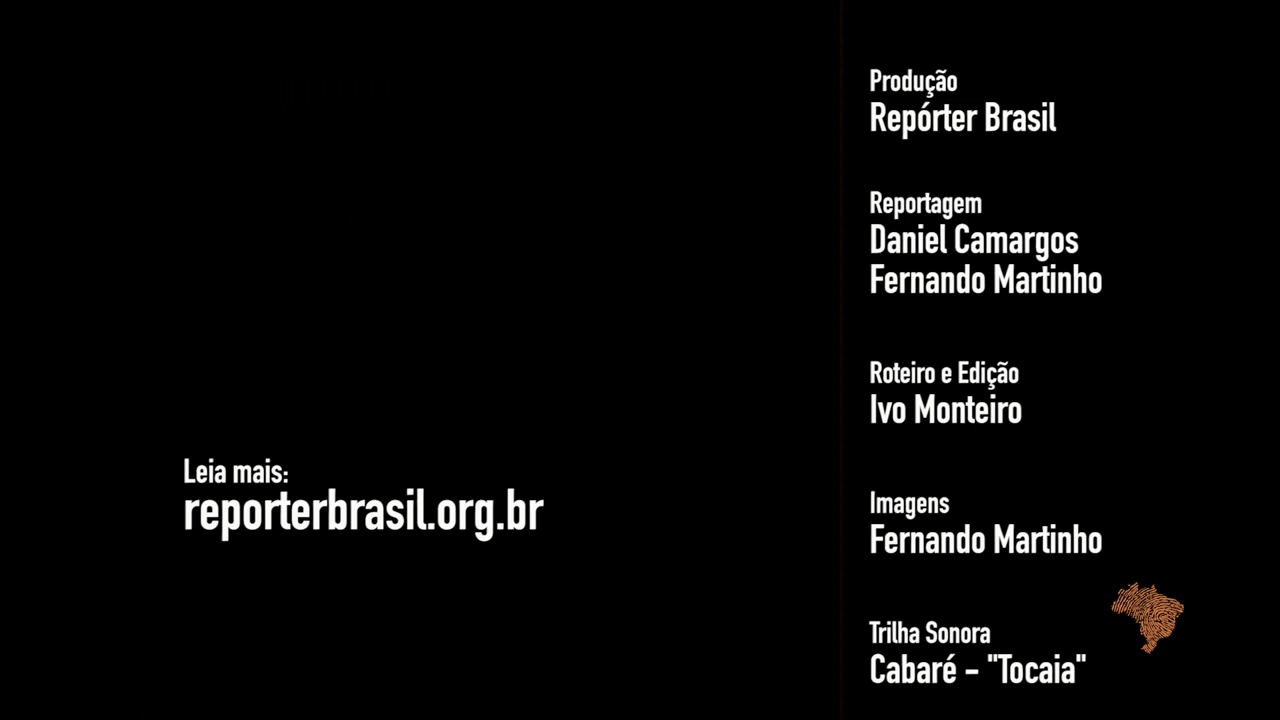 Produção
Repórter Brasil
Reportagem
Daniel Camargos
Fernando Martinho
Roteiro e Edição
Ivo Monteiro
Imagens
Fernando Martinho
Trilha Sonora
Cabaré - "Tocaia"
Leia mais:
reporterbrasil.org.br